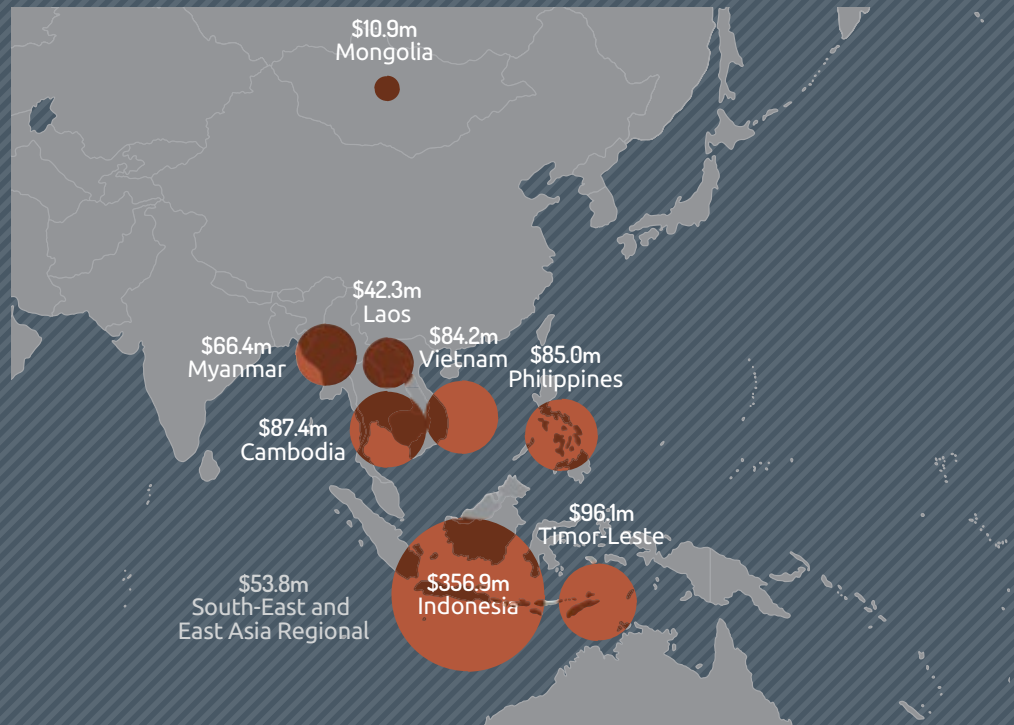 $10.9m
Mongolia
$42.3m
Laos
$66.4m
Myanmar
$84.2m
Vietnam
$85.0m
Philippines
$87.4m
Cambodia
$96.1m
Timor-Leste
$356.9m
Indonesia
$53.8m
South-East and
East Asia Regional